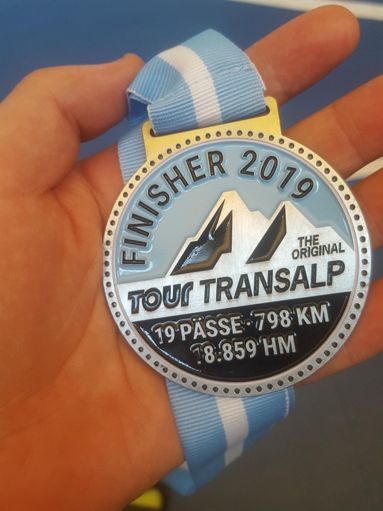 FINISHER 2019
THE
ORIGINAL
TOUR TRANSALP
19 PÄSSE · 798 KM
18.859 HM